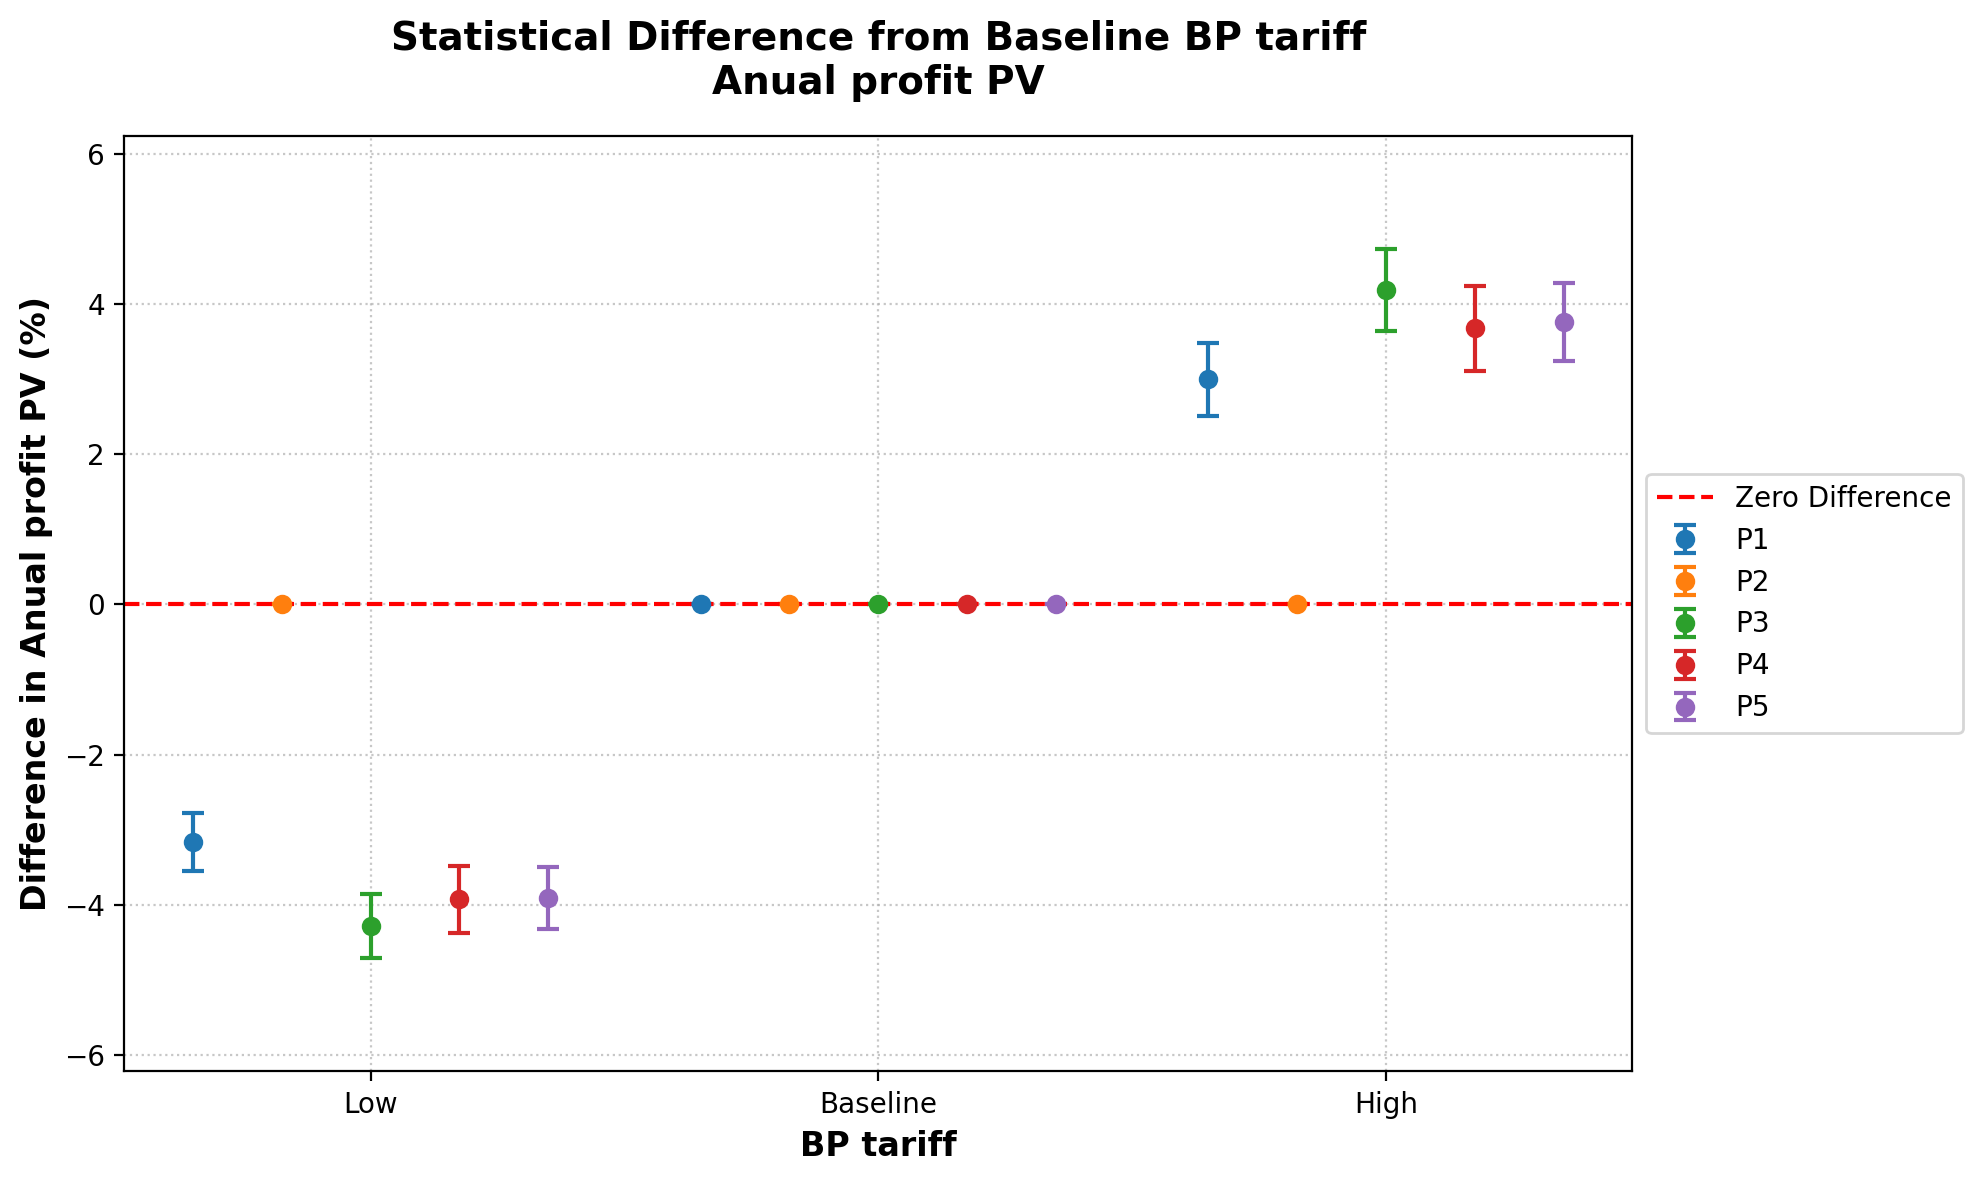 Statistical Difference from Baseline BP tariff
Anual profit PV
Difference in Anual profit PV (%)
6
4
2
0
−2
−4
−6
Low
Baseline
High
BP tariff
Zero Difference
P1
P2
P3
P4
P5